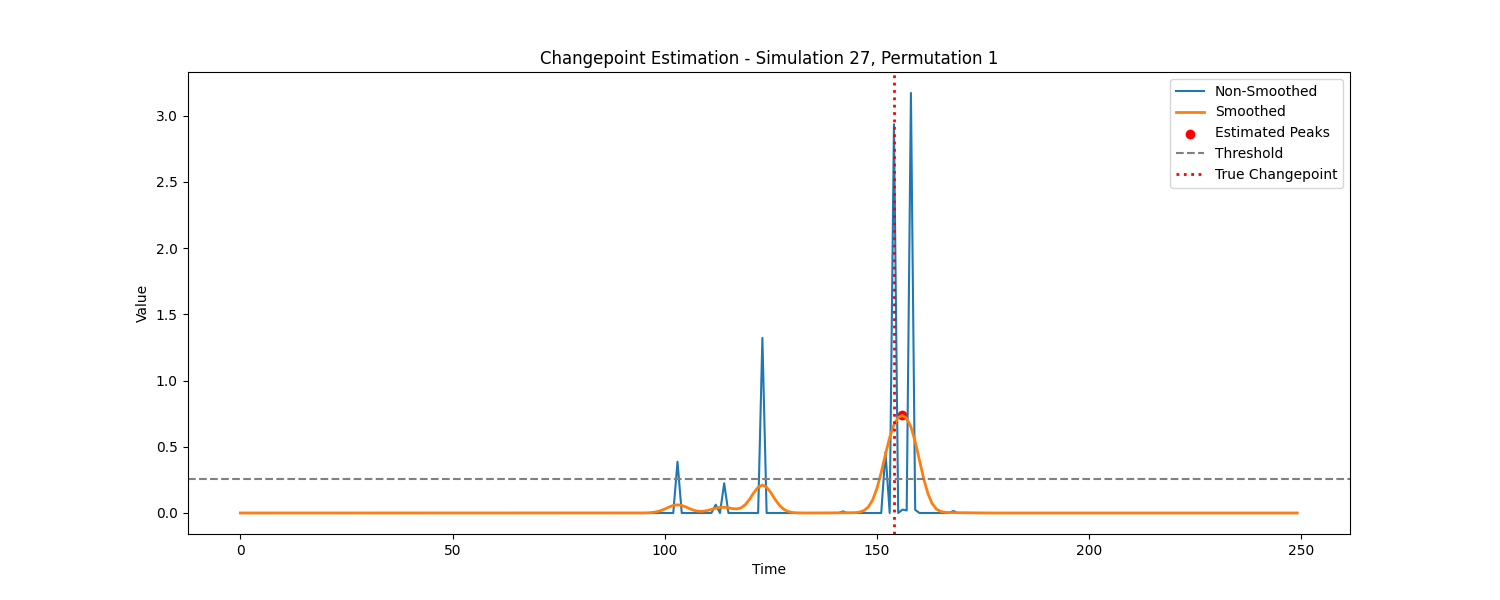 Changepoint Estimation - Simulation 27, Permutation 1
Non-Smoothed
Smoothed
Estimated Peaks
Threshold
True Changepoint
Value
3.0
2.5
2.0
1.5
1.0
0.5
0.0
0 50 100 150 200 250
Time